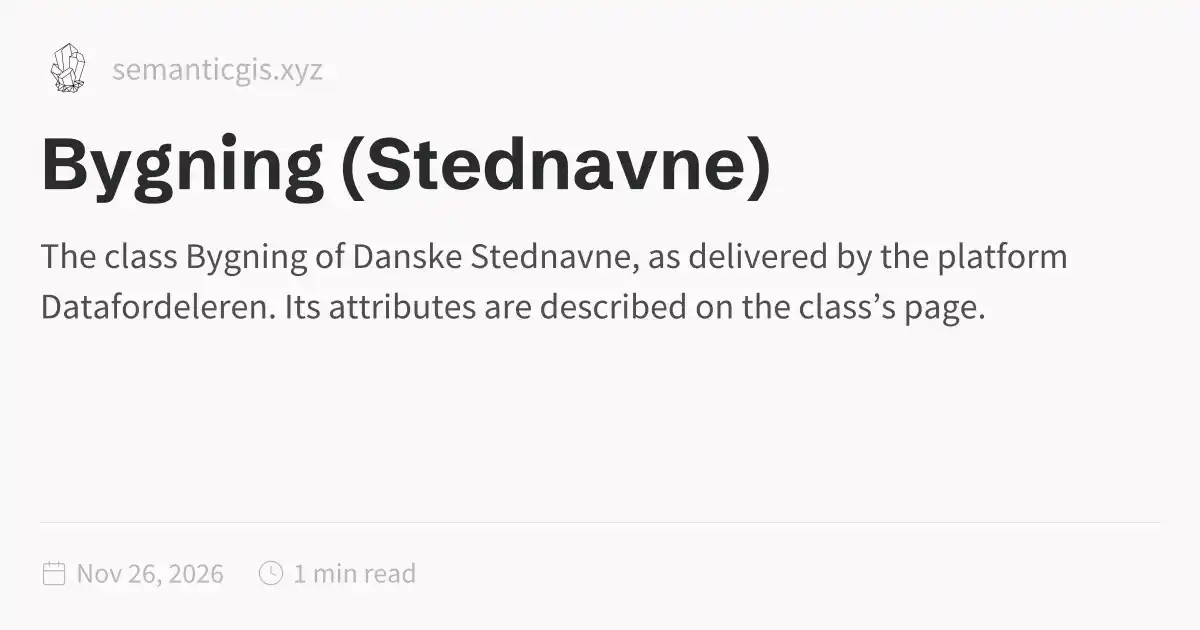 semanticgis.xyz
Bygning (Stednavne)
The class Bygning of Danske Stednavne, as delivered by the platform
Datafordeleren. Its attributes are described on the class’s page.
Nov 26, 2026 1 min read